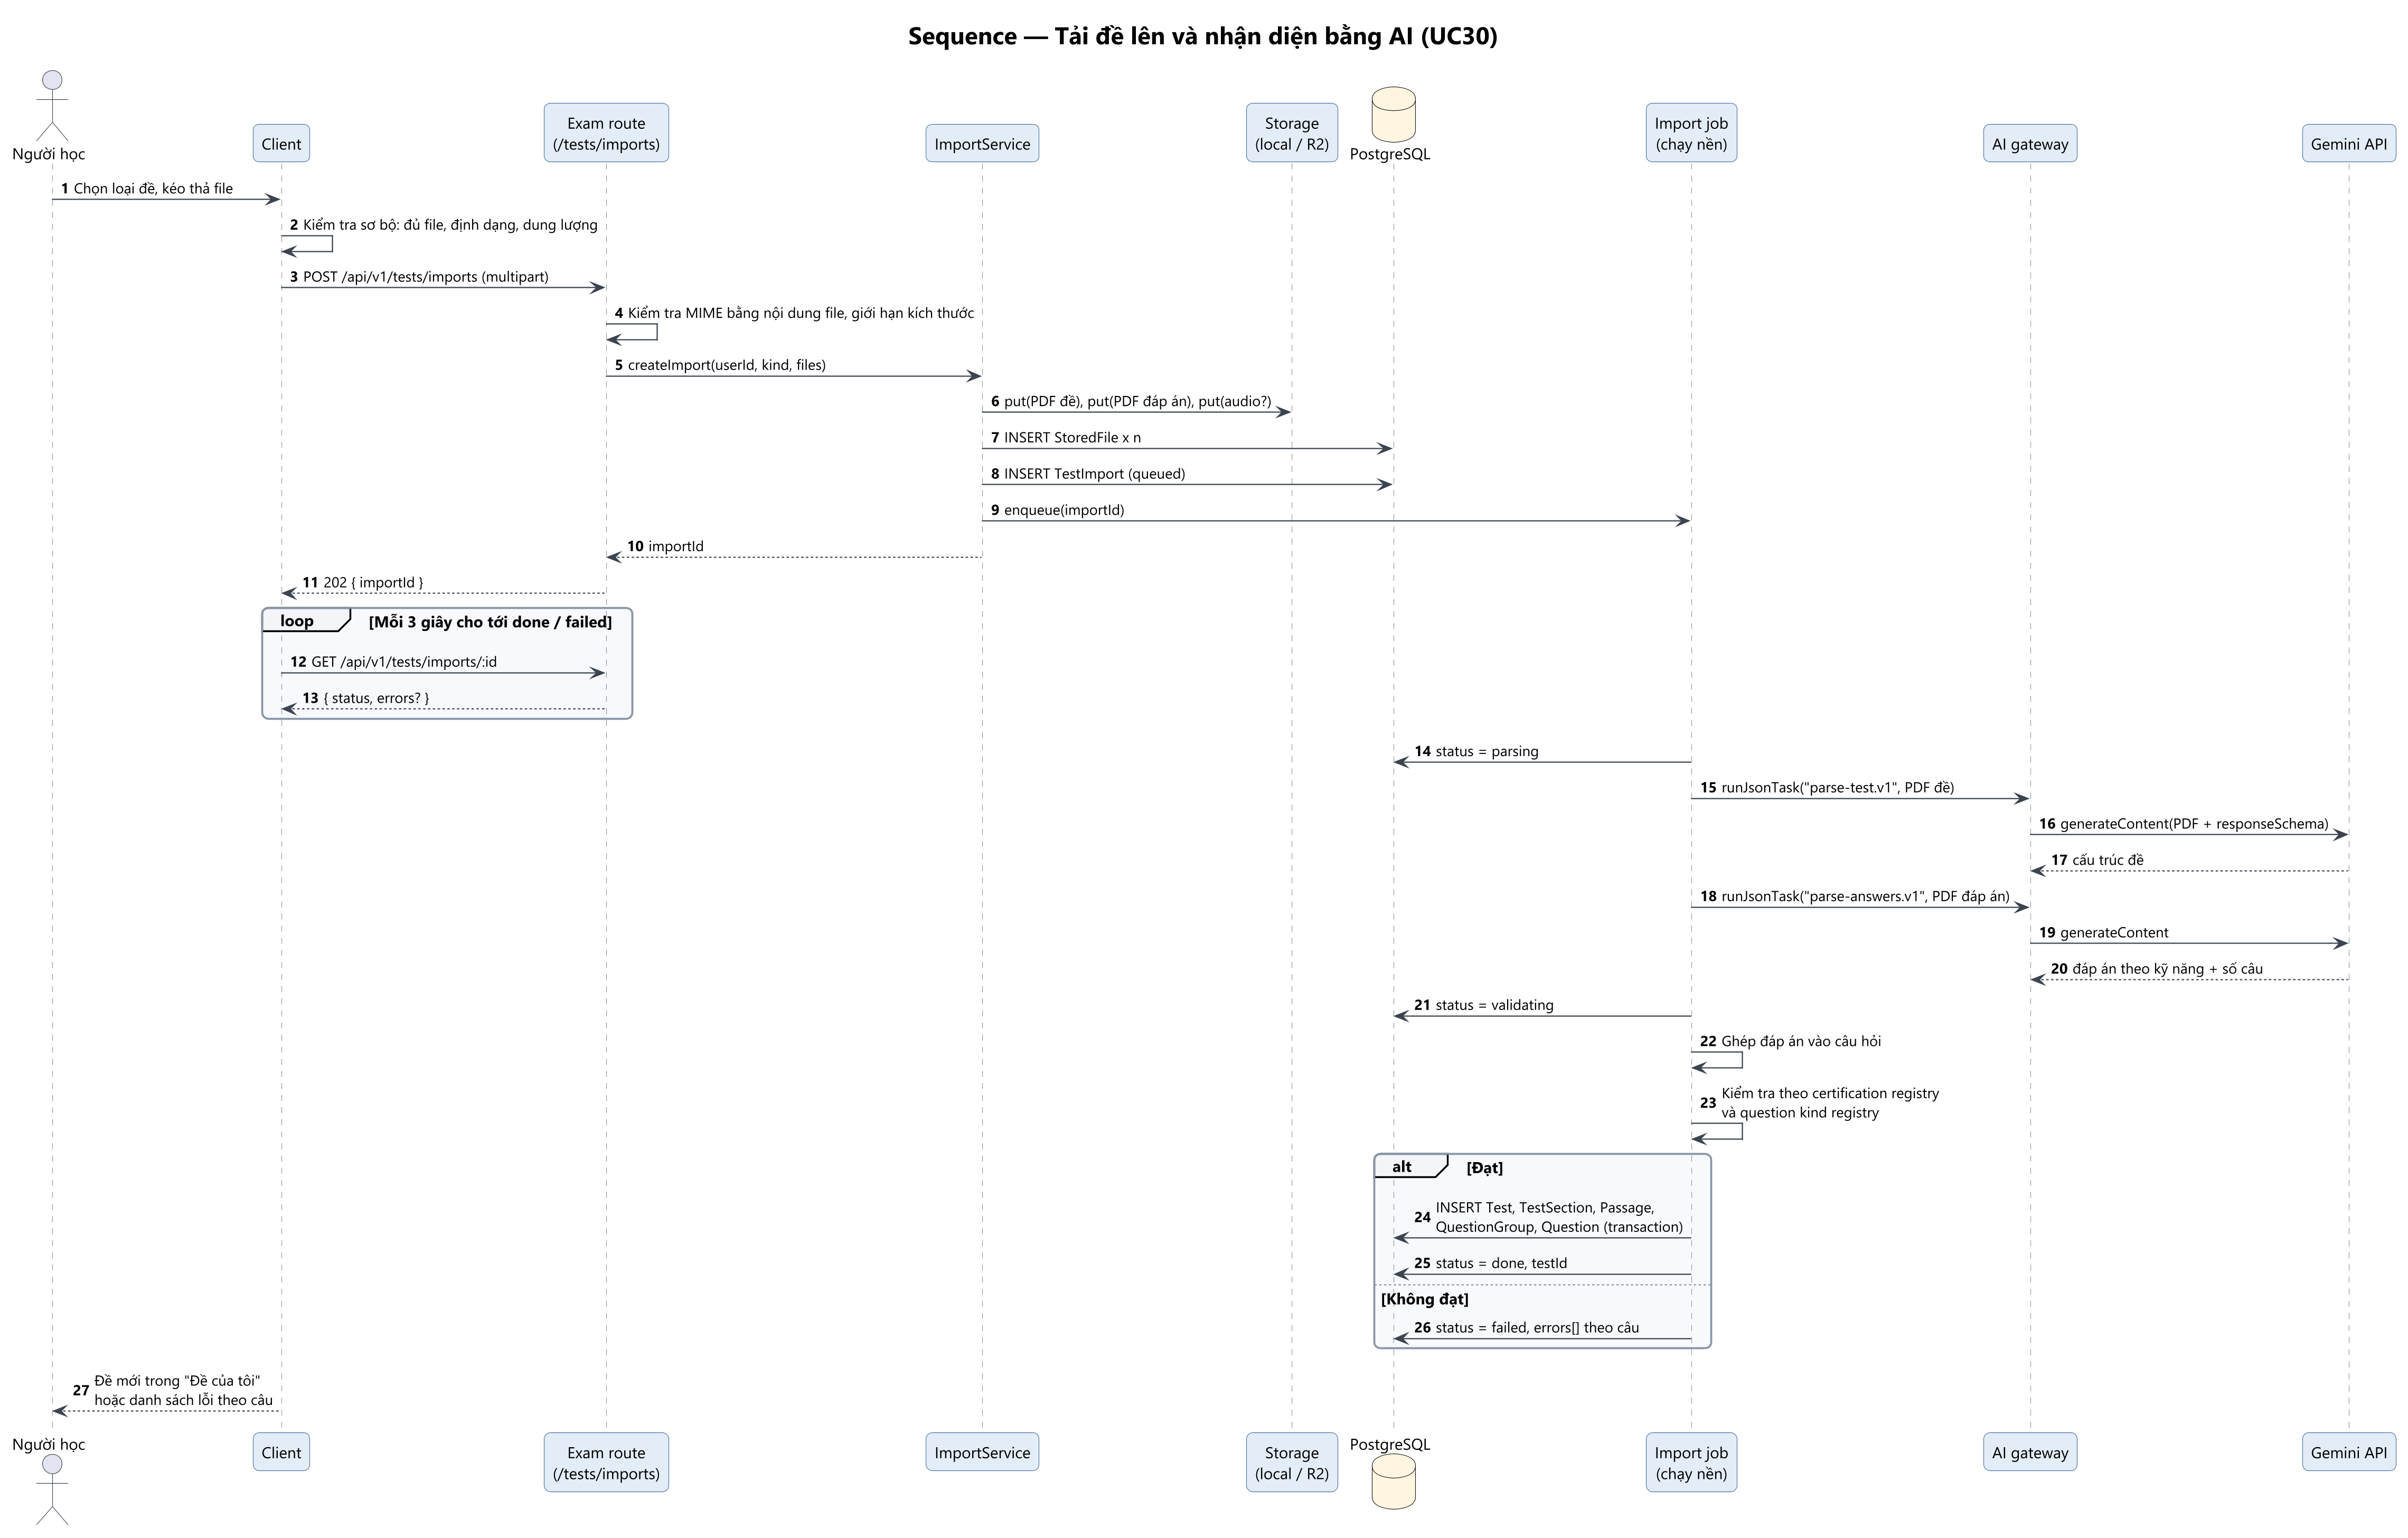 Sequence — Tải đề lên và nhận diện bằng AI (UC30)
Người học
Client
Exam route
(/tests/imports)
ImportService
Storage
(local / R2)
PostgreSQL
Import job
(chạy nền)
AI gateway
Gemini API
1 Chọn loại đề, kéo thả file
2 Kiểm tra sơ bộ: đủ file, định dạng, dung lượng
3 POST /api/v1/tests/imports (multipart)
4 Kiểm tra MIME bằng nội dung file, giới hạn kích thước
5 createImport(userId, kind, files)
6 put(PDF đề), put(PDF đáp án), put(audio?)
7 INSERT StoredFile x n
8 INSERT TestImport (queued)
9 enqueue(importId)
10 importId
11 202 { importId }
loop [Mỗi 3 giây cho tới done / failed]
12 GET /api/v1/tests/imports/:id
13 { status, errors? }
14 status = parsing
15 runJsonTask("parse-test.v1", PDF đề)
16 generateContent(PDF + responseSchema)
17 cấu trúc đề
18 runJsonTask("parse-answers.v1", PDF đáp án)
19 generateContent
20 đáp án theo kỹ năng + số câu
21 status = validating
22 Ghép đáp án vào câu hỏi
23 Kiểm tra theo certification registry
và question kind registry
alt [Đạt]
24 INSERT Test, TestSection, Passage,
QuestionGroup, Question (transaction)
25 status = done, testId
[Không đạt]
26 status = failed, errors[] theo câu
27 Đề mới trong "Đề của tôi"
hoặc danh sách lỗi theo câu
Người học
Client
Exam route
(/tests/imports)
ImportService
Storage
(local / R2)
PostgreSQL
Import job
(chạy nền)
AI gateway
Gemini API